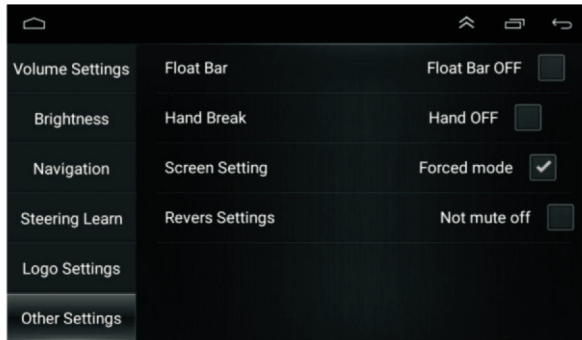 Volume Settings
Float Bar
Float Bar OFF
Brightness
Hand Break
Hand OFF
Navigation
Screen Setting
Forced mode
Steering Learn
Revers Settings
Not mute off
Logo Settings
Other Settings